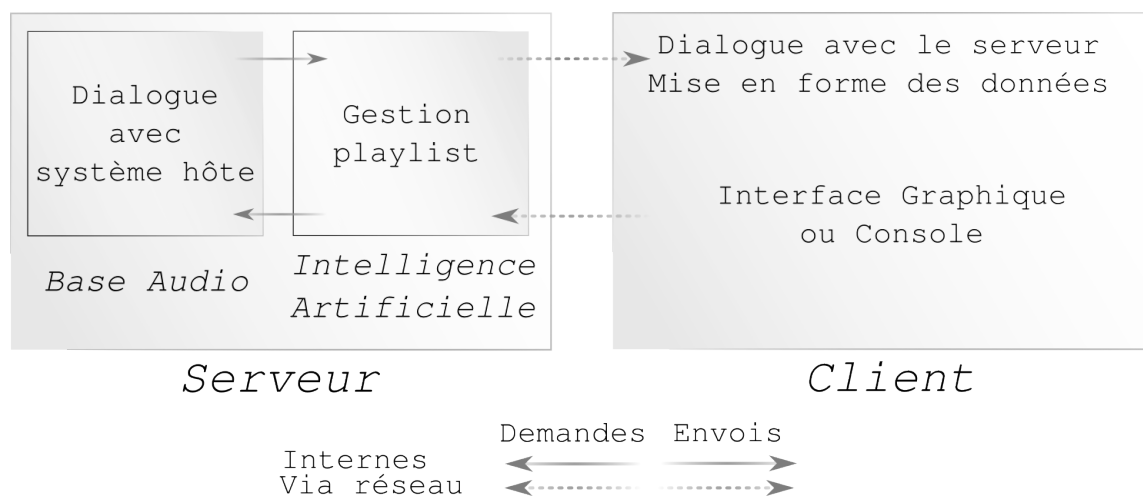 Dialogue
avec
système hôte
Base Audio
Gestion
playlist
Intelligence
Artificielle
Serveur
Dialogue avec le serveur
Mise en forme des données
Interface Graphique
ou Console
Client
Demandes Envois
Internes
Via réseau